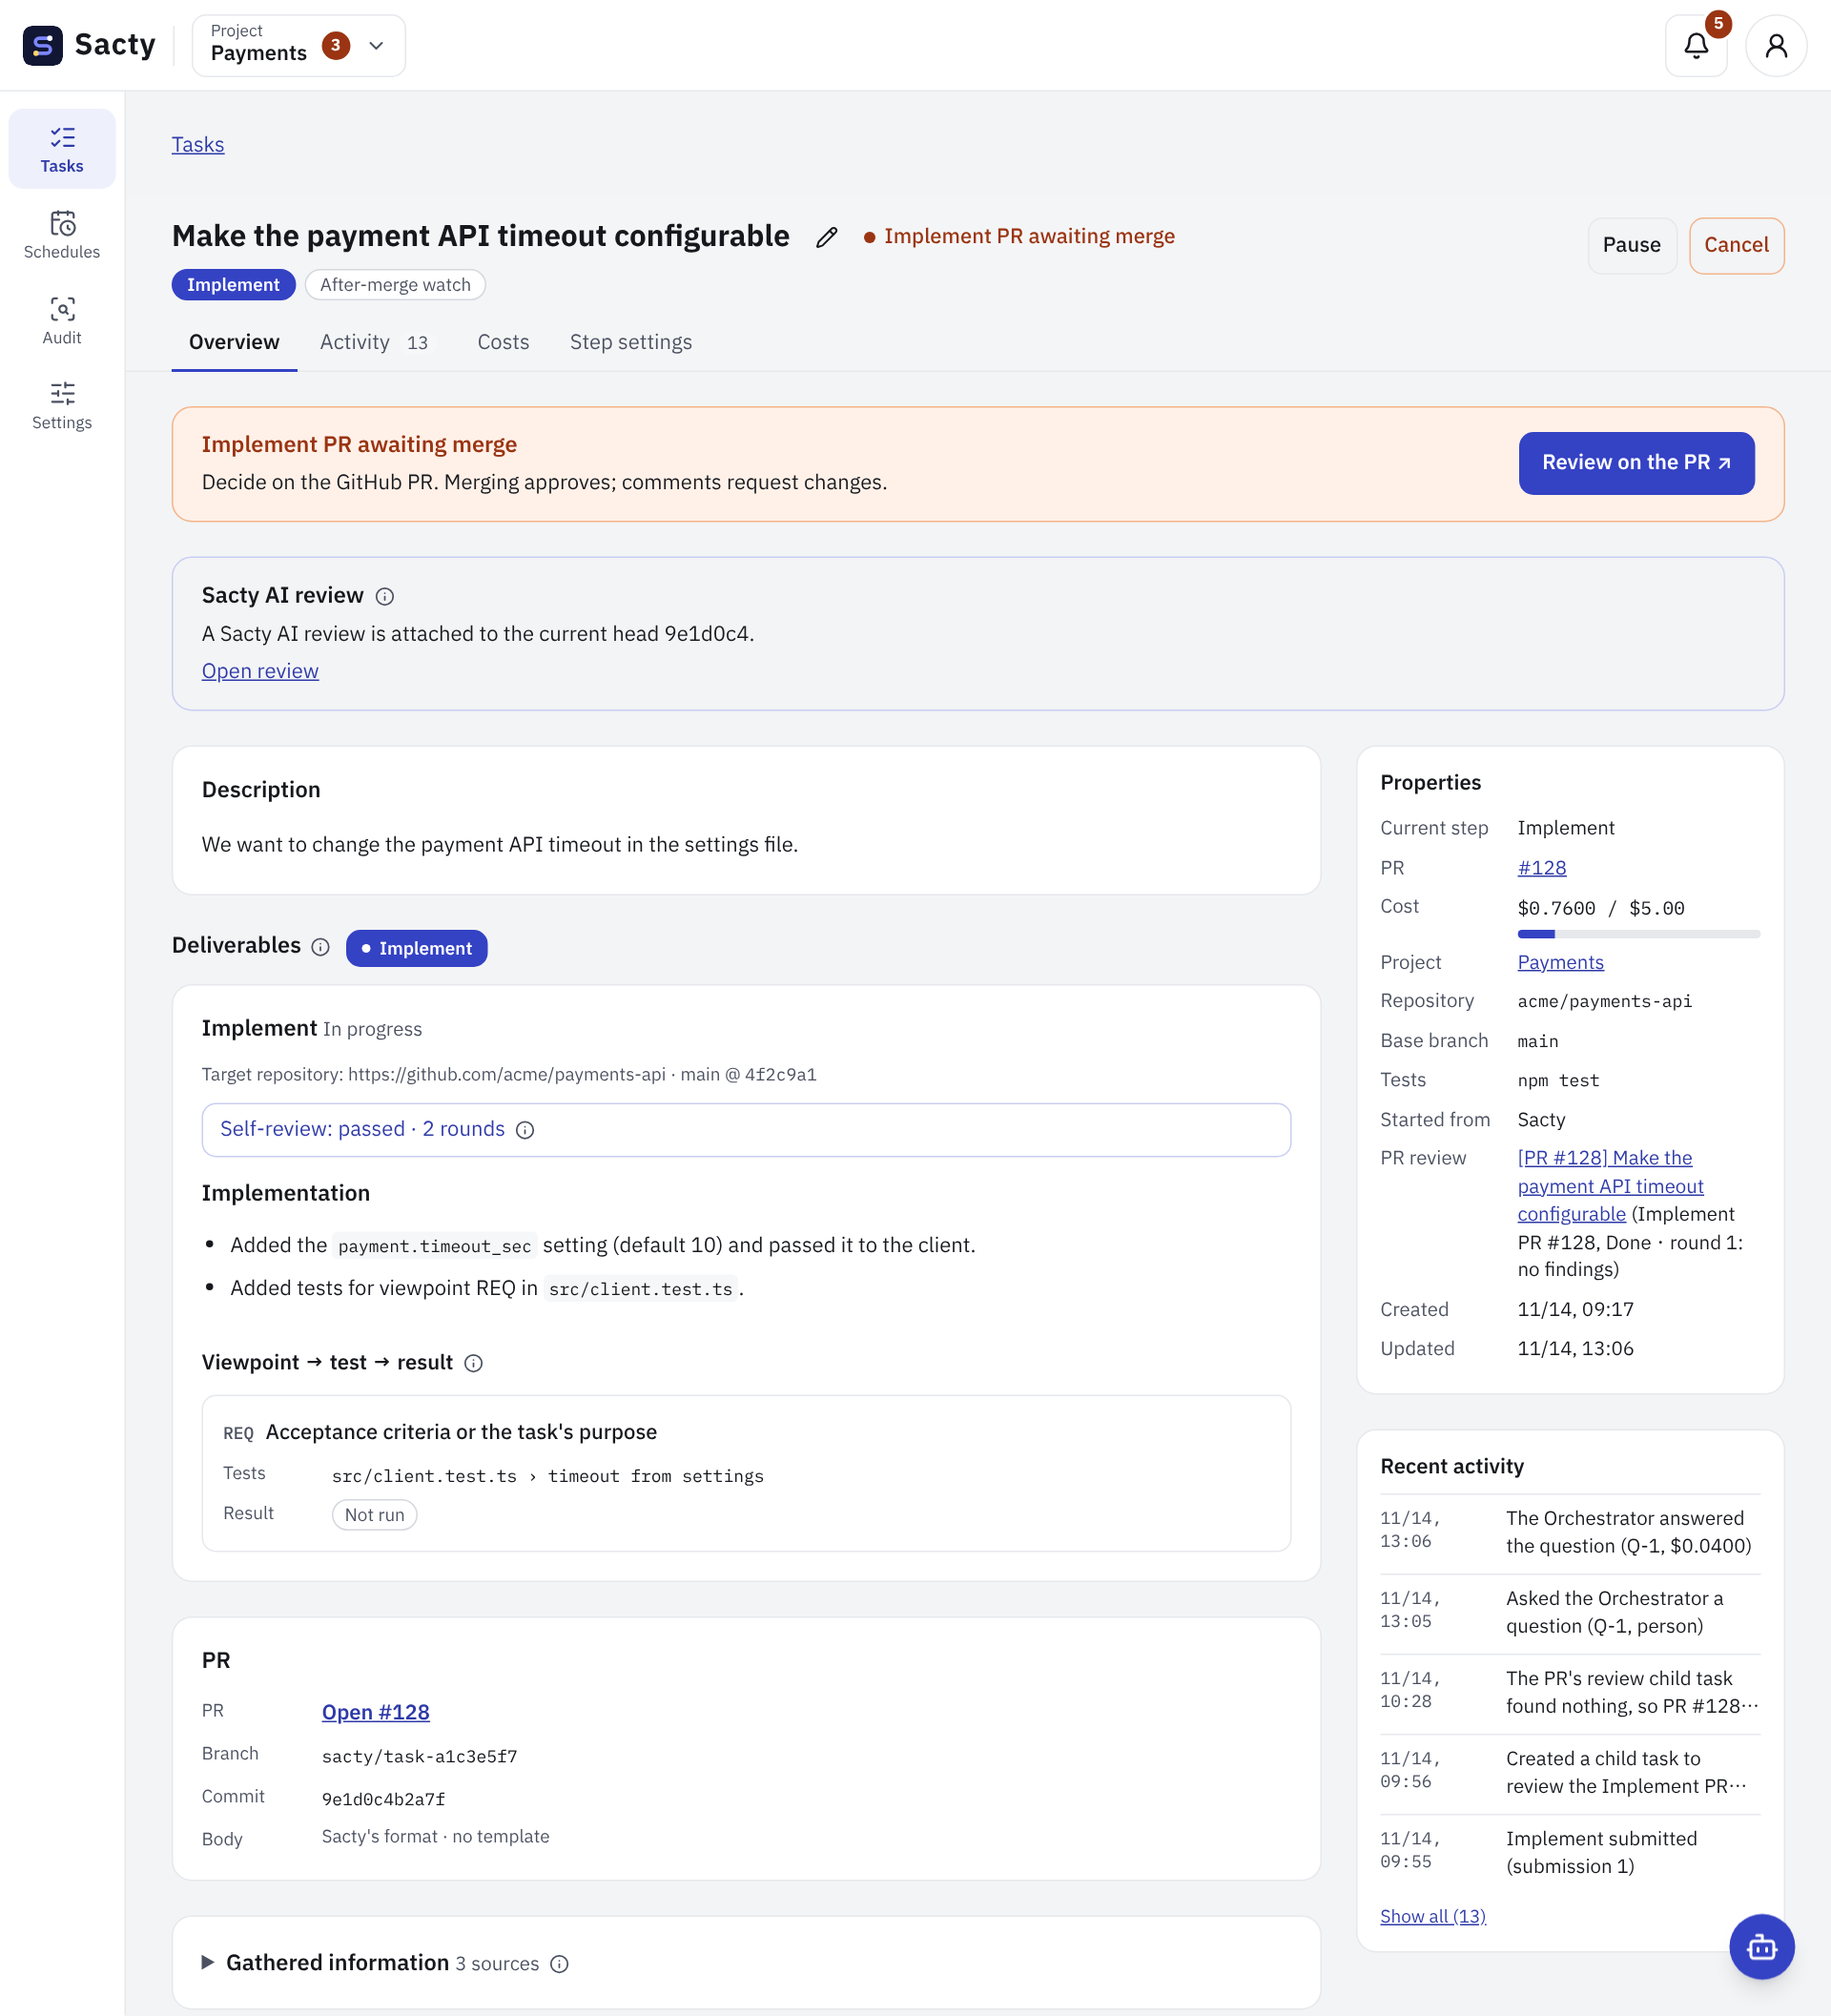 Sacty
Project
Payments 3
5
Tasks
Schedules
Audit
Settings
Tasks
Make the payment API timeout configurable
Implement PR awaiting merge
Pause
Cancel
Implement
After-merge watch
Overview
Activity 13
Costs
Step settings
Implement PR awaiting merge
Decide on the GitHub PR. Merging approves; comments request changes.
Review on the PR
Sacty AI review
A Sacty AI review is attached to the current head 9e1d0c4.
Open review
Description
We want to change the payment API timeout in the settings file.
Deliverables
Implement
Implement In progress
Target repository: https://github.com/acme/payments-api · main @ 4f2c9a1
Self-review: passed · 2 rounds
Implementation
• Added the payment.timeout_sec setting (default 10) and passed it to the client.
• Added tests for viewpoint REQ in src/client.test.ts.
Viewpoint → test → result
REQ Acceptance criteria or the task's purpose
Tests src/client.test.ts › timeout from settings
Result Not run
PR
PR Open #128
Branch sacty/task-a1c3e5f7
Commit 9e1d0c4b2a7f
Body Sacty's format · no template
Gathered information 3 sources
Properties
Current step Implement
PR #128
Cost $0.7600 / $5.00
Project Payments
Repository acme/payments-api
Base branch main
Tests npm test
Started from Sacty
PR review [PR #128] Make the
payment API timeout
configurable (Implement
PR #128, Done · round 1:
no findings)
Created 11/14, 09:17
Updated 11/14, 13:06
Recent activity
11/14, 13:06
The Orchestrator answered
the question (Q-1, $0.0400)
11/14, 13:05
Asked the Orchestrator a
question (Q-1, person)
11/14, 10:28
The PR's review child task
found nothing, so PR #128…
11/14, 09:56
Created a child task to
review the Implement PR…
11/14, 09:55
Implement submitted
(submission 1)
Show all (13)